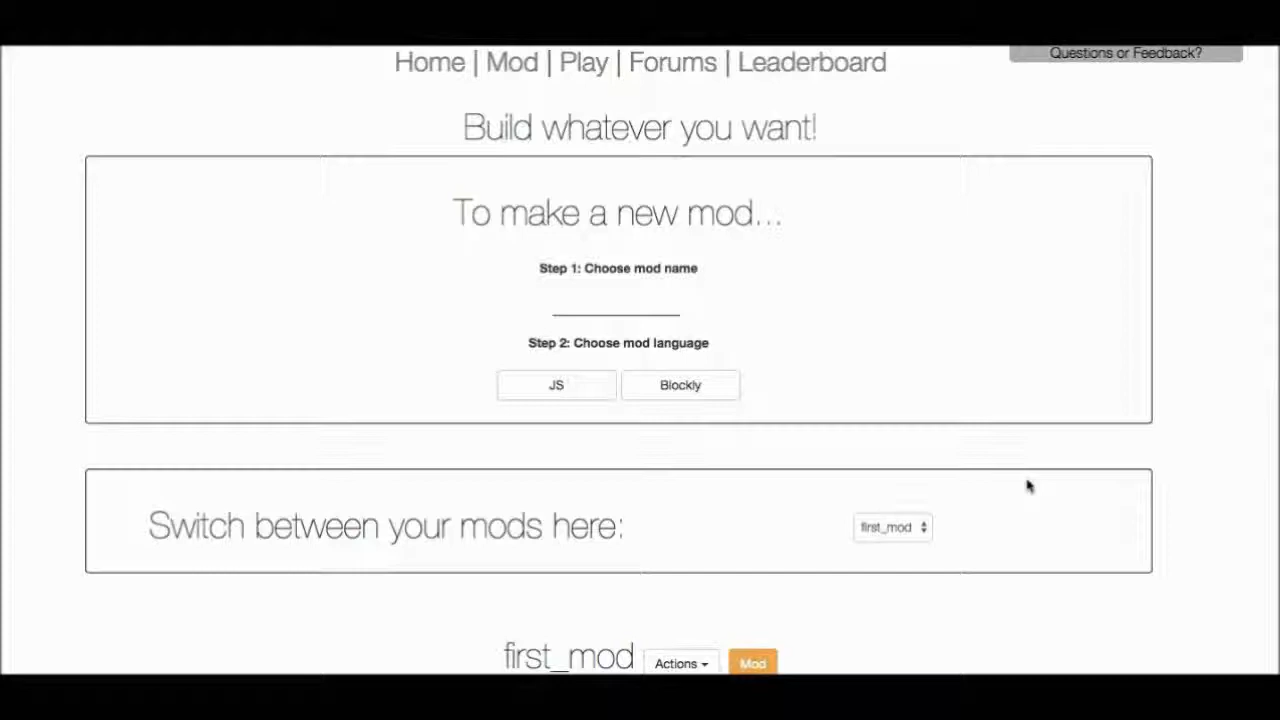 Home | Mod | Play | Forums | Leaderboard
Questions or Feedback?
Build whatever you want!
To make a new mod...
Step 1: Choose mod name
Step 2: Choose mod language
JS
Blockly
Switch between your mods here:
first_mod
first_mod
Actions
Mod